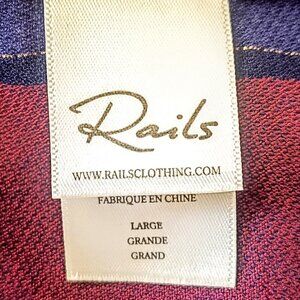 Rails
WWW.RAILSCLOTHING.COM
FABRIQUE EN CHINE
LARGE
GRANDE
GRAND